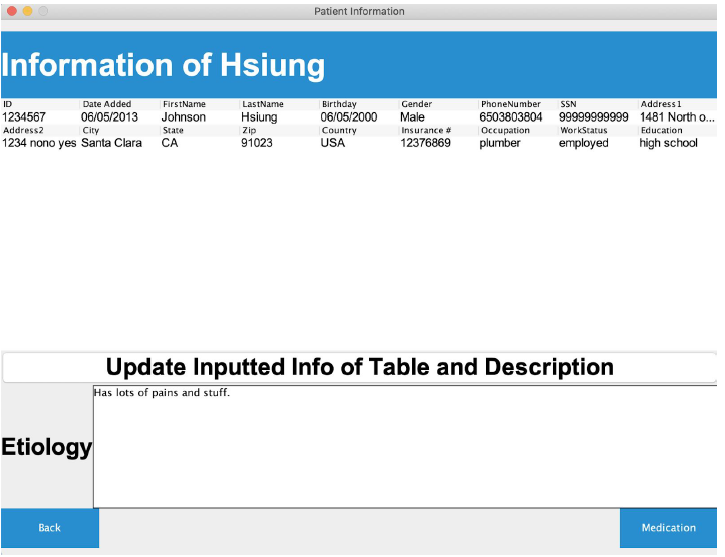 Patient Information
Information of Hsiung
ID Date Added FirstName LastName Birthday Gender PhoneNumber SSN Address1
1234567 06/05/2013 Johnson Hsiung 06/05/2000 Male 6503803804 99999999999 1481 North o...
Address2 City State Zip Country Insurance # Occupation WorkStatus Education
1234 nono yes Santa Clara CA 91023 USA 12376869 plumber employed high school
Update Inputted Info of Table and Description
Has lots of pains and stuff.
Etiology
Back Medication